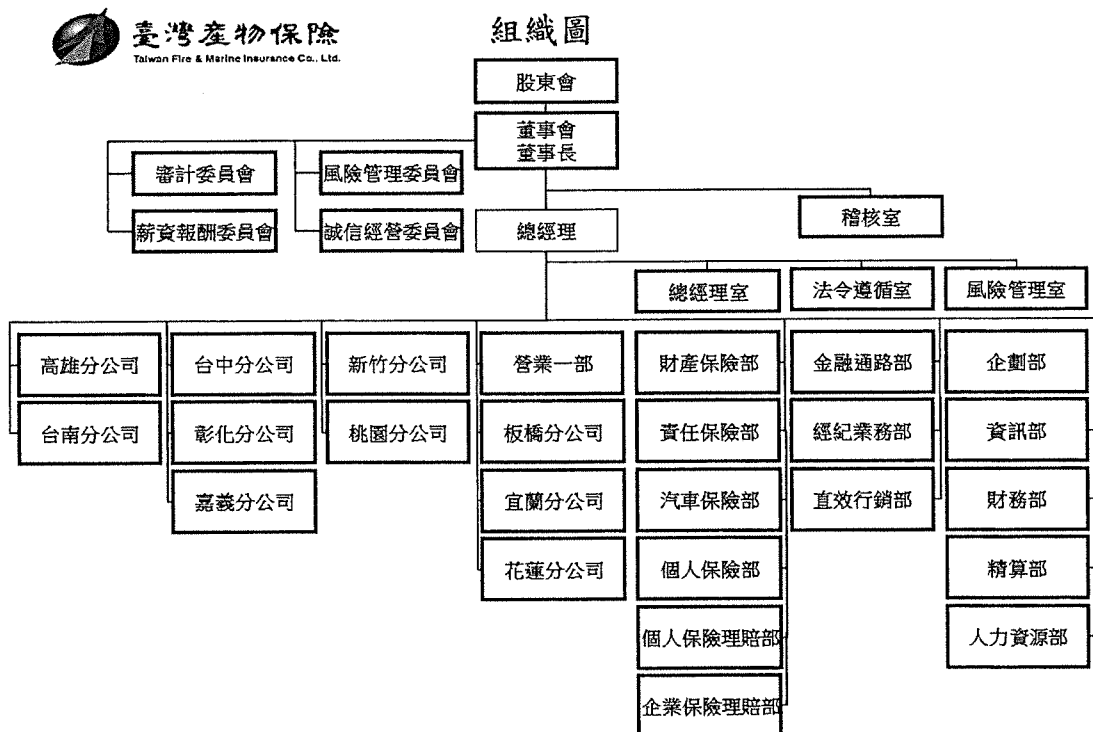 臺灣產物保險
Taiwan Fire & Marine Insurance Co., Ltd.
組織圖
股東會
董事會
董事長
審計委員會
風險管理委員會
薪資報酬委員會
誠信經營委員會
總經理
稽核室
總經理室
法令遵循室
風險管理室
高雄分公司
台中分公司
新竹分公司
營業一部
財產保險部
金融通路部
企劃部
台南分公司
彰化分公司
桃園分公司
板橋分公司
責任保險部
經紀業務部
資訊部
嘉義分公司
宜蘭分公司
汽車保險部
直效行銷部
財務部
花蓮分公司
個人保險部
精算部
個人保險理賠部
人力資源部
企業保險理賠部